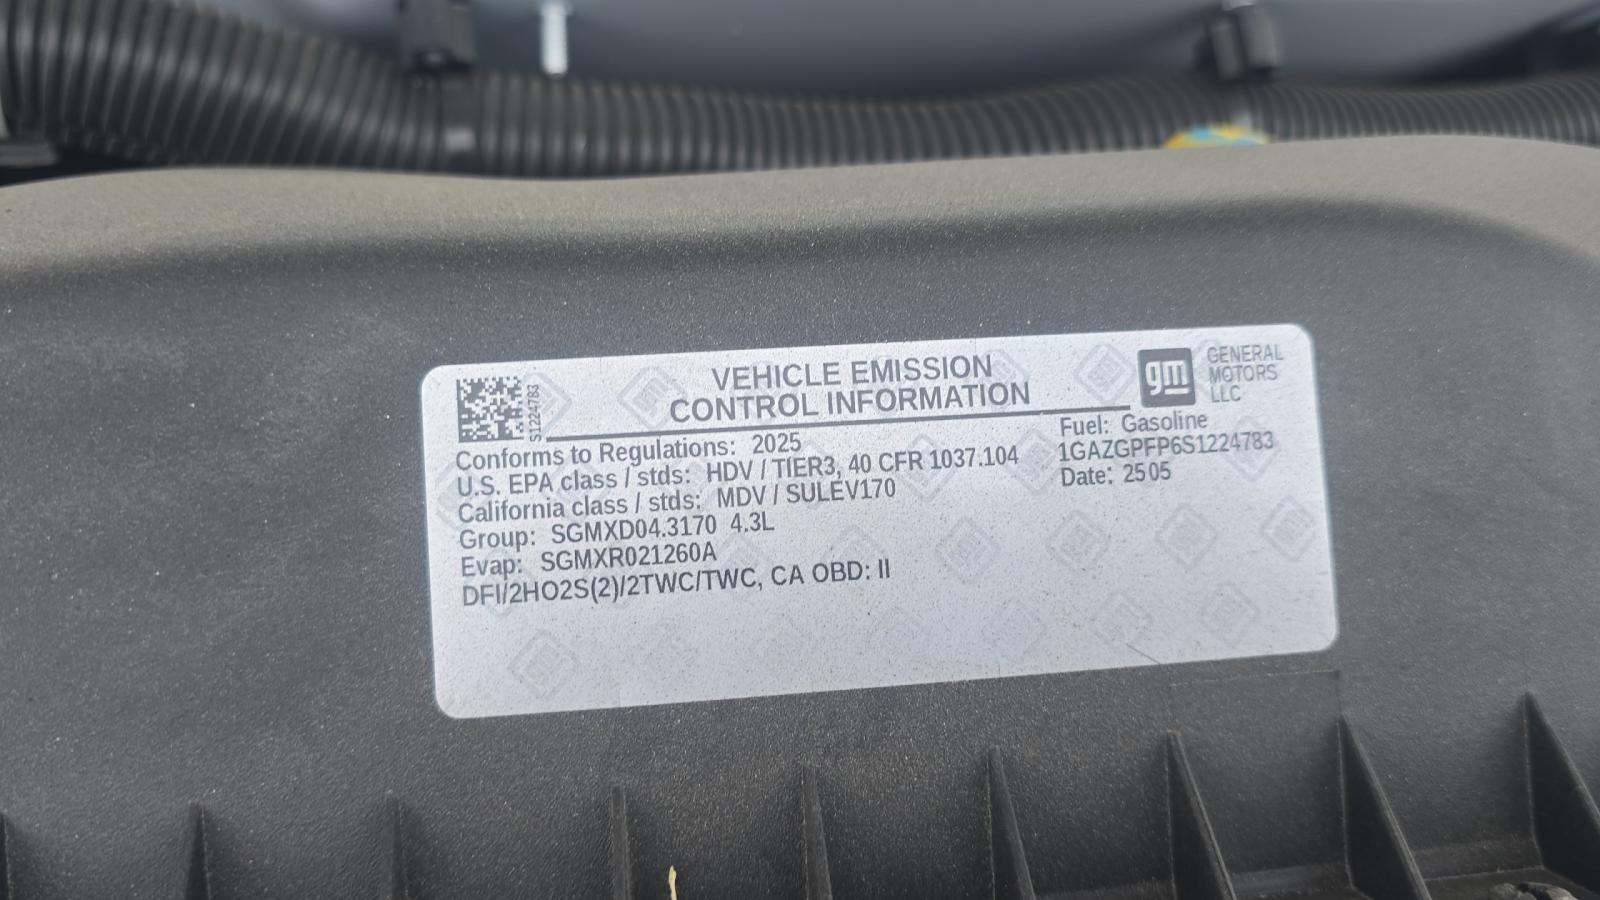 S1224783
VEHICLE EMISSION
CONTROL INFORMATION
gm
GENERAL
MOTORS
LLC
Conforms to Regulations: 2025
U.S. EPA class / stds: HDV / TIER3, 40 CFR 1037.104
California class / stds: MDV / SULEV170
Group: SGMXD04.3170 4.3L
Evap: SGMXR021260A
DFI/2HO2S(2)/2TWC/TWC, CA OBD: II
Fuel: Gasoline
1GAZGPFP6S1224783
Date: 2505